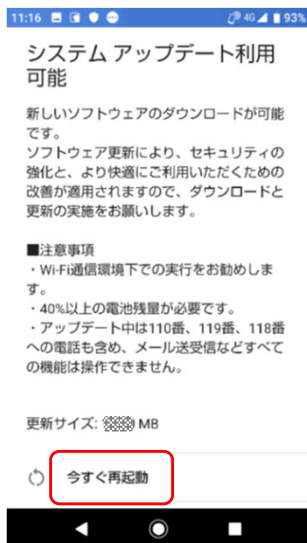 11:16 4G 93%
システム アップデート利用
可能
新しいソフトウェアのダウンロードが可能
です。
ソフトウェア更新により、セキュリティの
強化と、より快適にご利用いただくための
改善が適用されますので、ダウンロードと
更新の実施をお願いします。
■注意事項
・Wi-Fi通信環境下での実行をお勧めしま
す。
・40%以上の電池残量が必要です。
・アップデート中は110番、119番、118番
への電話も含め、メール送受信などすべて
の機能は操作できません。
更新サイズ: MB
今すぐ再起動